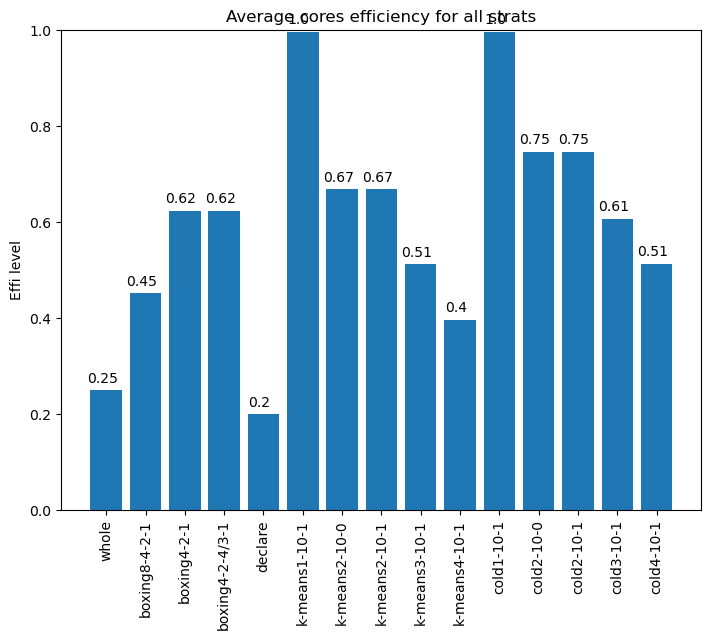 Average cores efficiency for all strats
Effi level
1.0
0.8
0.6
0.4
0.2
0.0
0.25
0.45
0.62
0.62
0.2
1.0
0.67
0.67
0.51
0.4
1.0
0.75
0.75
0.61
0.51
whole
boxing8-4-2-1
boxing4-2-1
boxing4-2-4/3-1
declare
k-means1-10-1
k-means2-10-0
k-means2-10-1
k-means3-10-1
k-means4-10-1
cold1-10-1
cold2-10-0
cold2-10-1
cold3-10-1
cold4-10-1